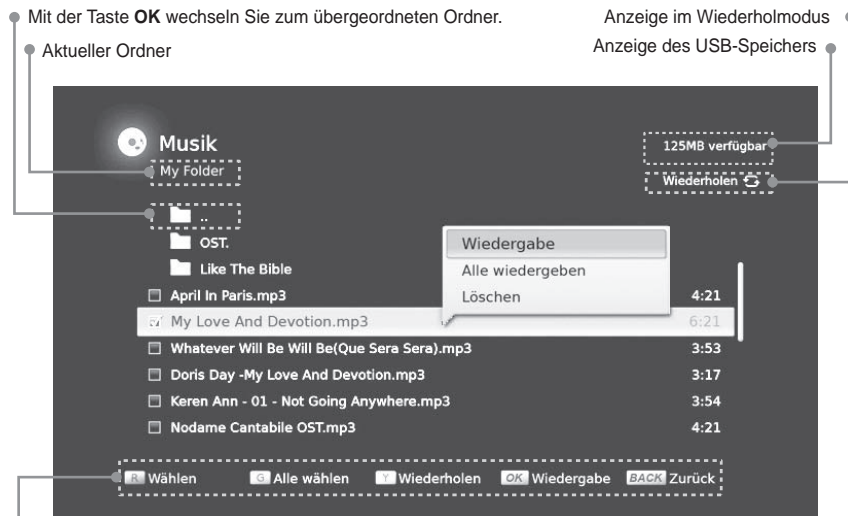 Mit der Taste OK wechseln Sie zum übergeordneten Ordner.
Anzeige im Wiederholmodus
Aktueller Ordner
Anzeige des USB-Speichers
Musik
My Folder
125MB verfügbar
Wiederholen
..
OST.
Like The Bible
Wiedergabe
Alle wiedergeben
Löschen
April In Paris.mp3 4:21
My Love And Devotion.mp3 6:21
Whatever Will Be Will Be(Que Sera Sera).mp3 3:53
Doris Day -My Love And Devotion.mp3 3:17
Keren Ann - 01 - Not Going Anywhere.mp3 3:54
Nodame Cantabile OST.mp3 4:21
R Wählen G Alle wählen Y Wiederholen OK Wiedergabe BACK Zurück